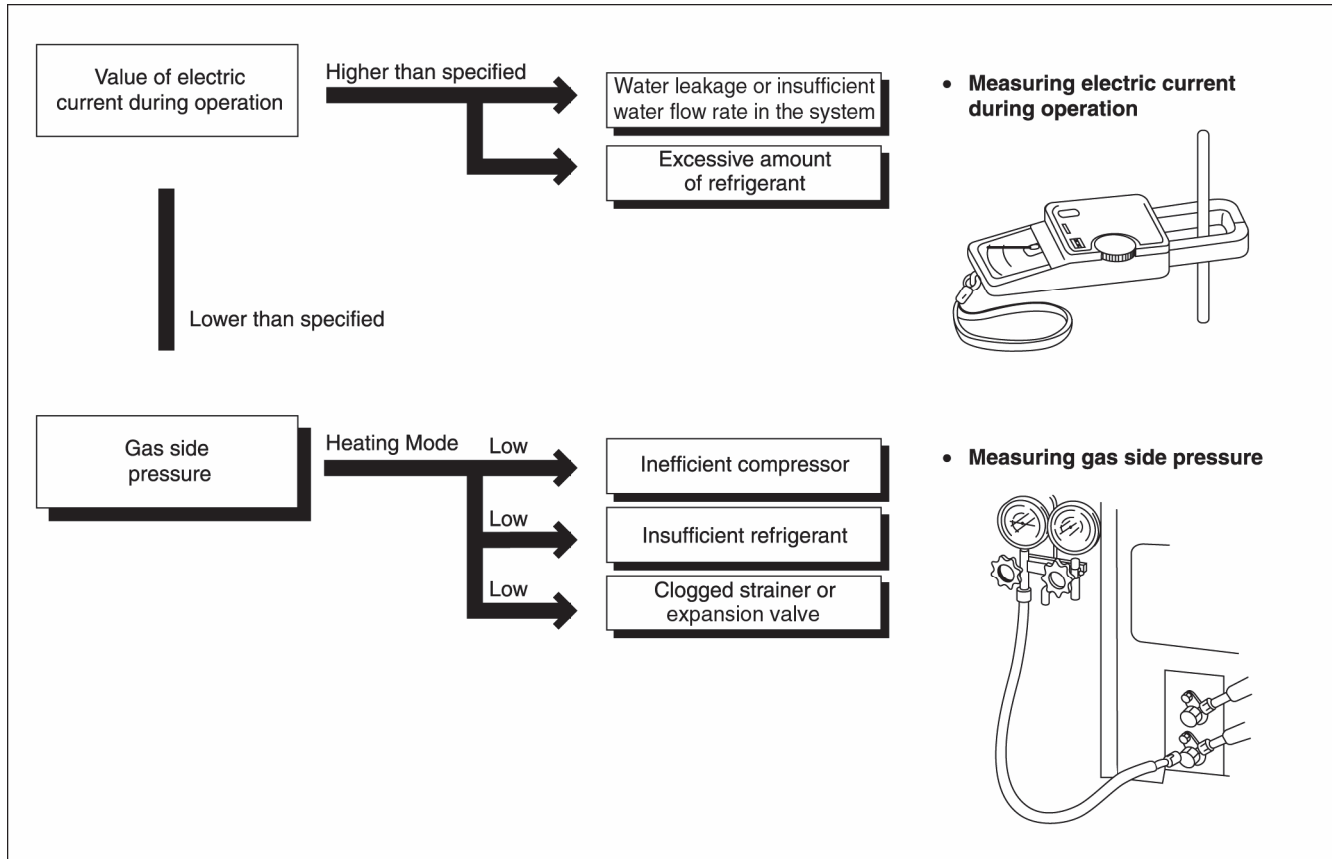 Value of electric
current during operation
Higher than specified
Water leakage or insufficient
water flow rate in the system
Excessive amount
of refrigerant
• Measuring electric current
during operation
Lower than specified
Gas side
pressure
Heating Mode
Low
Inefficient compressor
Low
Insufficient refrigerant
Low
Clogged strainer or
expansion valve
• Measuring gas side pressure